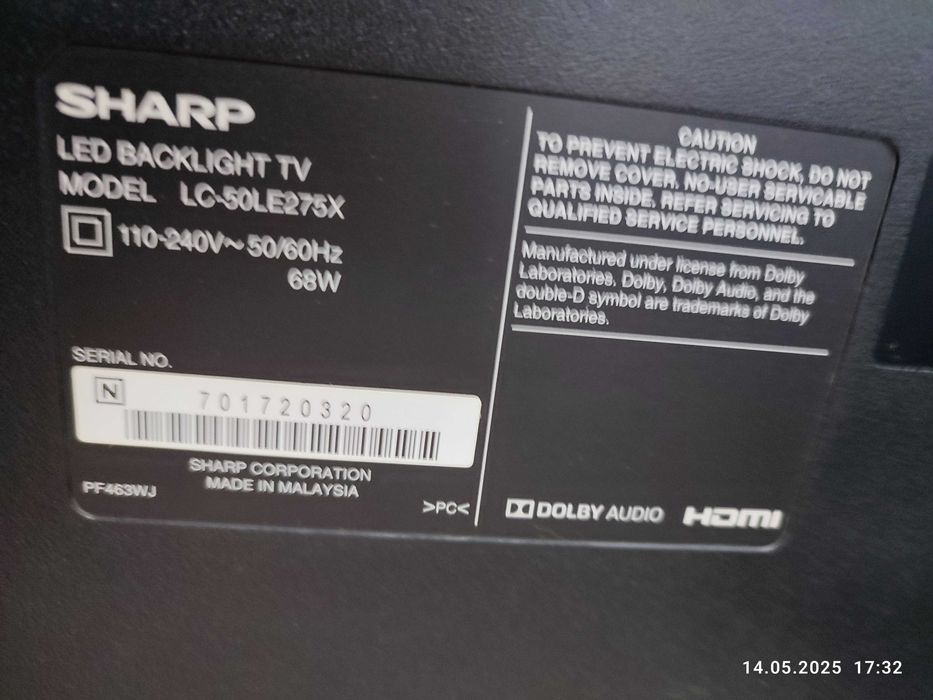 SHARP
LED BACKLIGHT TV
MODEL LC-50LE275X
110-240V~ 50/60Hz
68W
SERIAL NO.
N 701720320
SHARP CORPORATION
MADE IN MALAYSIA
PF463WJ
>PC<
CAUTION
TO PREVENT ELECTRIC SHOCK, DO NOT
REMOVE COVER. NO-USER SERVICABLE
PARTS INSIDE. REFER SERVICING TO
QUALIFIED SERVICE PERSONNEL.
Manufactured under license from Dolby
Laboratories. Dolby, Dolby Audio, and the
double-D symbol are trademarks of Dolby
Laboratories.
DOLBY AUDIO HDMI
14.05.2025 17:32